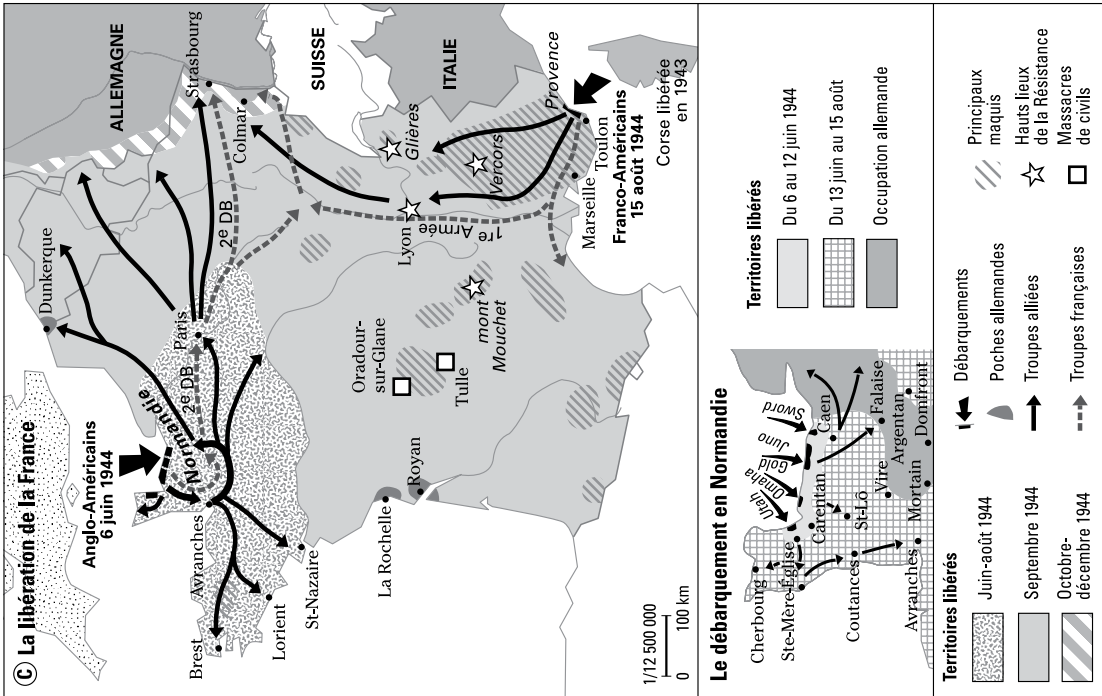 C La libération de la France
Anglo-Américains
6 juin 1944
Normandie
Avranches
Brest
Lorient
St-Nazaire
La Rochelle
Royan
Dunkerque
Paris
2e DB
2e DB
ALLEMAGNE
Strasbourg
Colmar
SUISSE
ITALIE
Glières
Vercors
Lyon
1re Armée
Oradour-
sur-Glane
Tulle
mont
Mouchet
Provence
Toulon
Marseille
Franco-Américains
15 août 1944
Corse libérée
en 1943
1/12 500 000
0 100 km
Le débarquement en Normandie
Utah
Omaha
Gold
Juno
Sword
Cherbourg
Ste-Mère-Église
Carentan
St-Lô
Caen
Coutances
Vire
Falaise
Argentan
Avranches
Mortain
Domfront
Territoires libérés
Du 6 au 12 juin 1944
Du 13 juin au 15 août
Occupation allemande
Territoires libérés
Juin-août 1944
Septembre 1944
Octobre-
décembre 1944
Débarquements
Poches allemandes
Troupes alliées
Troupes françaises
Principaux
maquis
Hauts lieux
de la Résistance
Massacres
de civils